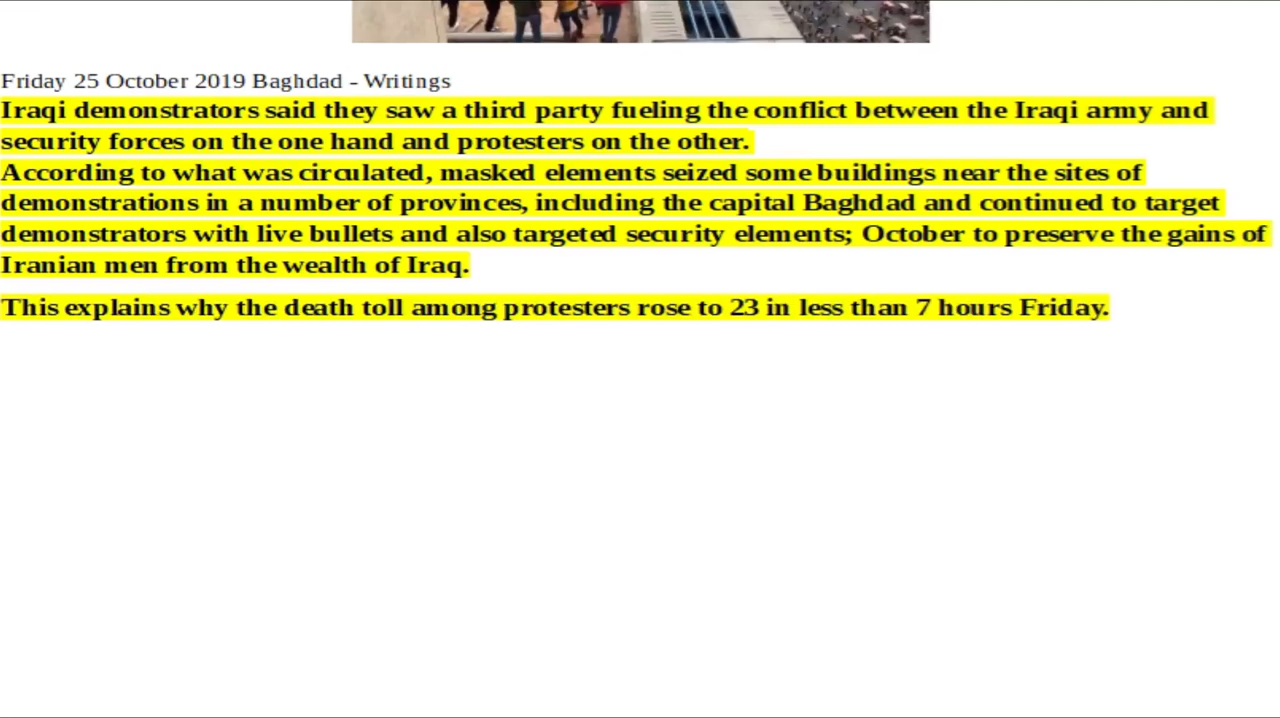 Friday 25 October 2019 Baghdad - Writings
Iraqi demonstrators said they saw a third party fueling the conflict between the Iraqi army and
security forces on the one hand and protesters on the other.
According to what was circulated, masked elements seized some buildings near the sites of
demonstrations in a number of provinces, including the capital Baghdad and continued to target
demonstrators with live bullets and also targeted security elements; October to preserve the gains of
Iranian men from the wealth of Iraq.
This explains why the death toll among protesters rose to 23 in less than 7 hours Friday.